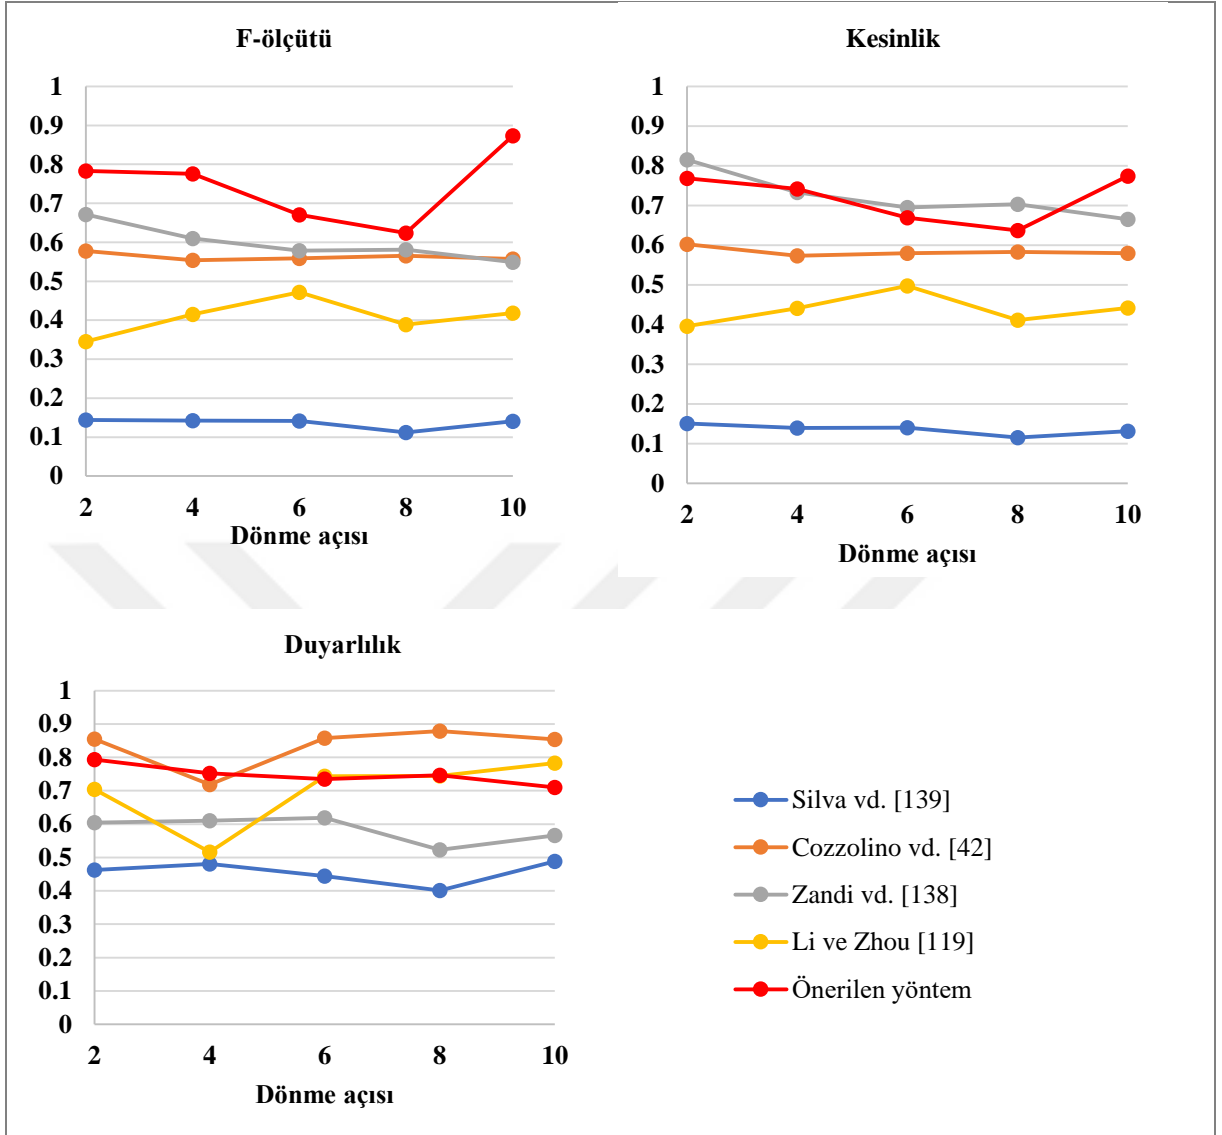 F-ölçütü
1
0.9
0.8
0.7
0.6
0.5
0.4
0.3
0.2
0.1
0
2 4 6 8 10
Dönme açısı
Kesinlik
1
0.9
0.8
0.7
0.6
0.5
0.4
0.3
0.2
0.1
0
2 4 6 8 10
Dönme açısı
Duyarlılık
1
0.9
0.8
0.7
0.6
0.5
0.4
0.3
0.2
0.1
0
2 4 6 8 10
Dönme açısı
Silva vd. [139]
Cozzolino vd. [42]
Zandi vd. [138]
Li ve Zhou [119]
Önerilen yöntem